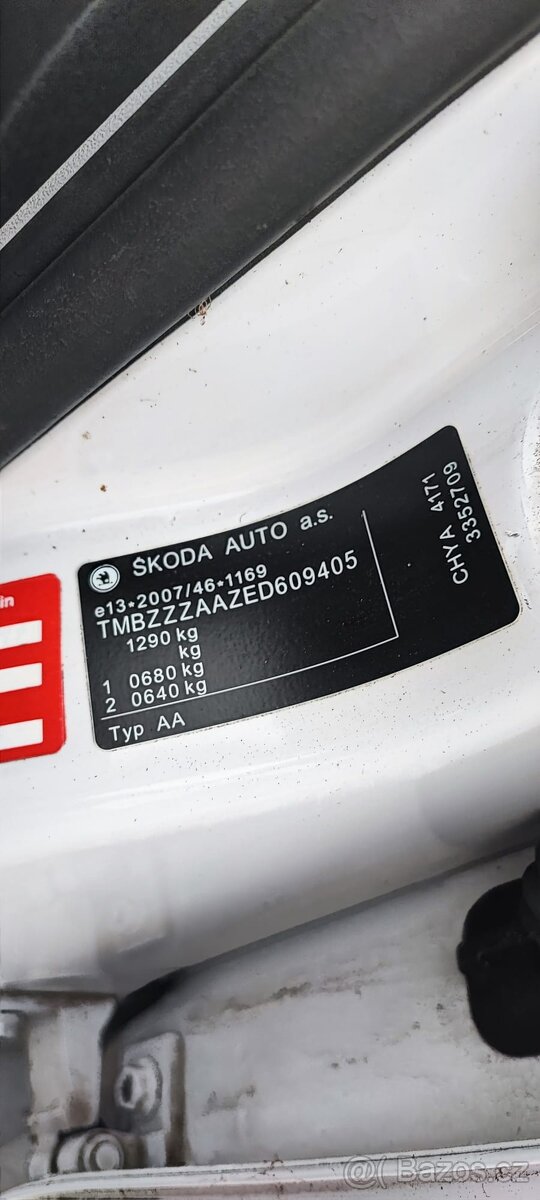 ŠKODA AUTO a.s.
e13*2007/46*1169
TMBZZZAAZED609405
1290 kg
kg
1 0680 kg
2 0640 kg
Typ AA
CHYA 4171
3352709
in
Bazos.cz